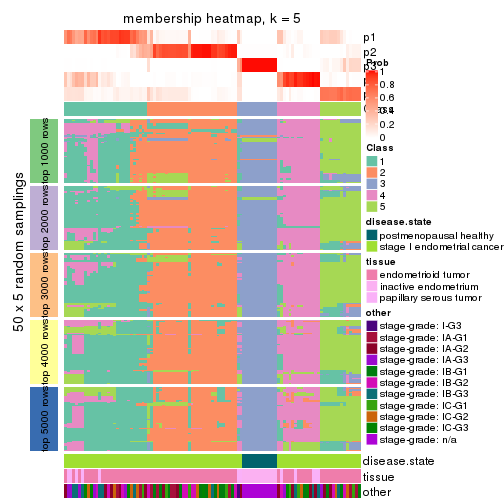 membership heatmap, k = 5
p1
p2
p3
Prob
1
0.8
0.6
0.4
0.2
0
Class
1
2
3
4
5
50 x 5 random samplings
top 1000 rows
top 2000 rows
top 3000 rows
top 4000 rows
top 5000 rows
disease.state
postmenopausal healthy
stage I endometrial cancer
tissue
endometrioid tumor
inactive endometrium
papillary serous tumor
other
stage-grade: I-G3
stage-grade: IA-G1
stage-grade: IA-G2
stage-grade: IA-G3
stage-grade: IB-G1
stage-grade: IB-G2
stage-grade: IB-G3
stage-grade: IC-G1
stage-grade: IC-G2
stage-grade: IC-G3
stage-grade: n/a
disease.state
tissue
other